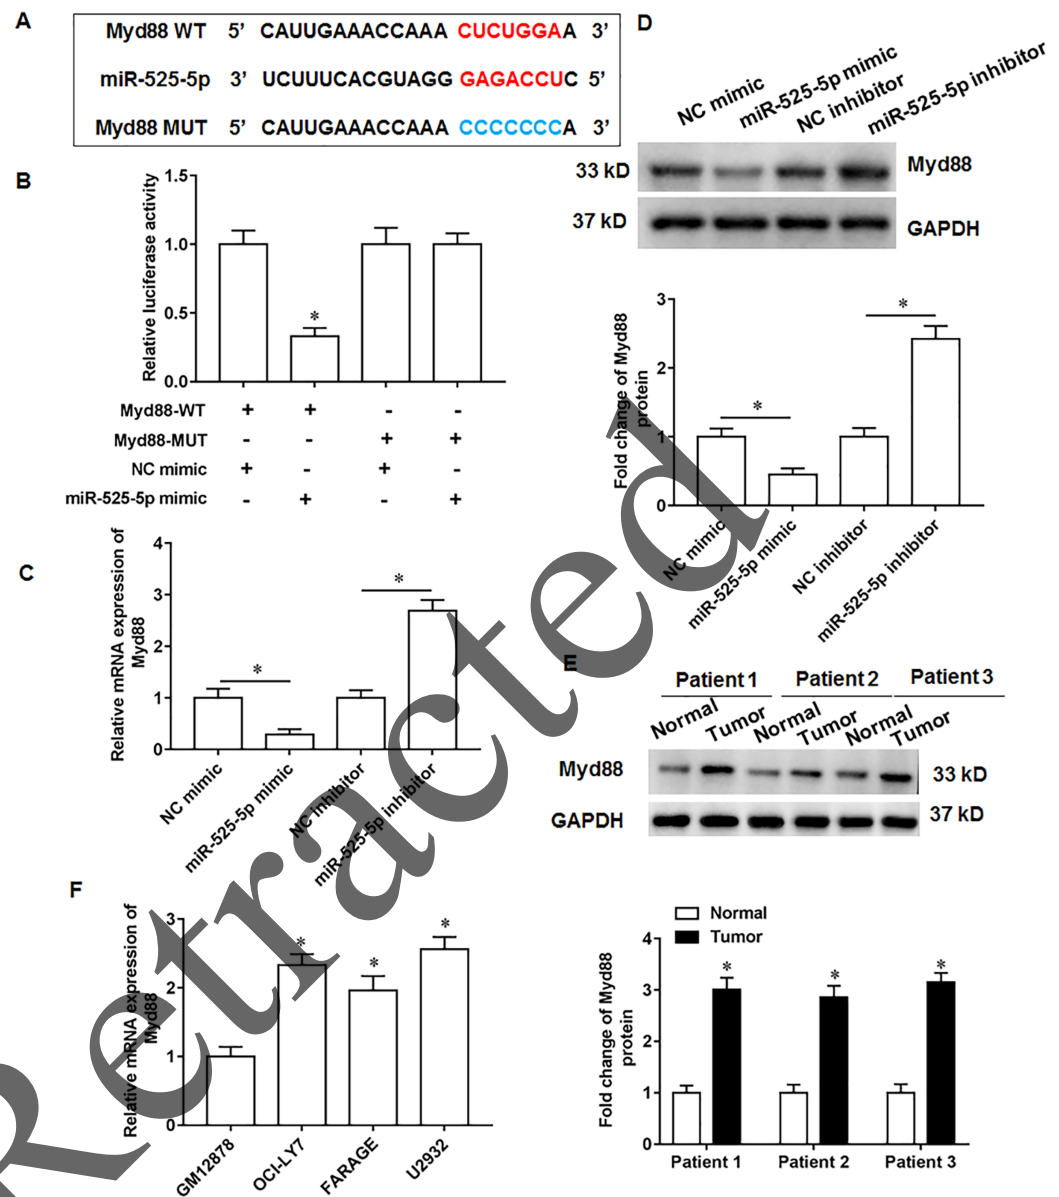 A
Myd88 WT 5’ CAUUGAAACCAAA CUCUGGAA 3’
miR-525-5p 3’ UCUUUCACGUAGG GAGACCUC 5’
Myd88 MUT 5’ CAUUGAAACCAAA CCCCCCCA 3’
B
Relative luciferase activity
1.5
1.0
0.5
0.0
*
Myd88-WT + + - -
Myd88-MUT - - + +
NC mimic + - + -
miR-525-5p mimic - + - +
C
Relative mRNA expression of
Myd88
4
3
2
1
0
*
*
NC mimic
miR-525-5p mimic
NC inhibitor
miR-525-5p inhibitor
D
NC mimic
miR-525-5p mimic
NC inhibitor
miR-525-5p inhibitor
33 kD Myd88
37 kD GAPDH
Fold change of Myd88
protein
3
2
1
0
*
*
NC mimic
miR-525-5p mimic
NC inhibitor
miR-525-5p inhibitor
E
Patient 1 Patient 2 Patient 3
Normal Tumor Normal Tumor Normal Tumor
Myd88 33 kD
GAPDH 37 kD
Normal
Tumor
Fold change of Myd88
protein
4
3
2
1
0
* * *
Patient 1 Patient 2 Patient 3
F
Relative mRNA expression of
Myd88
3
2
1
0
* * *
GM12878
OCI-LY7
FARAGE
U2932
Retracted